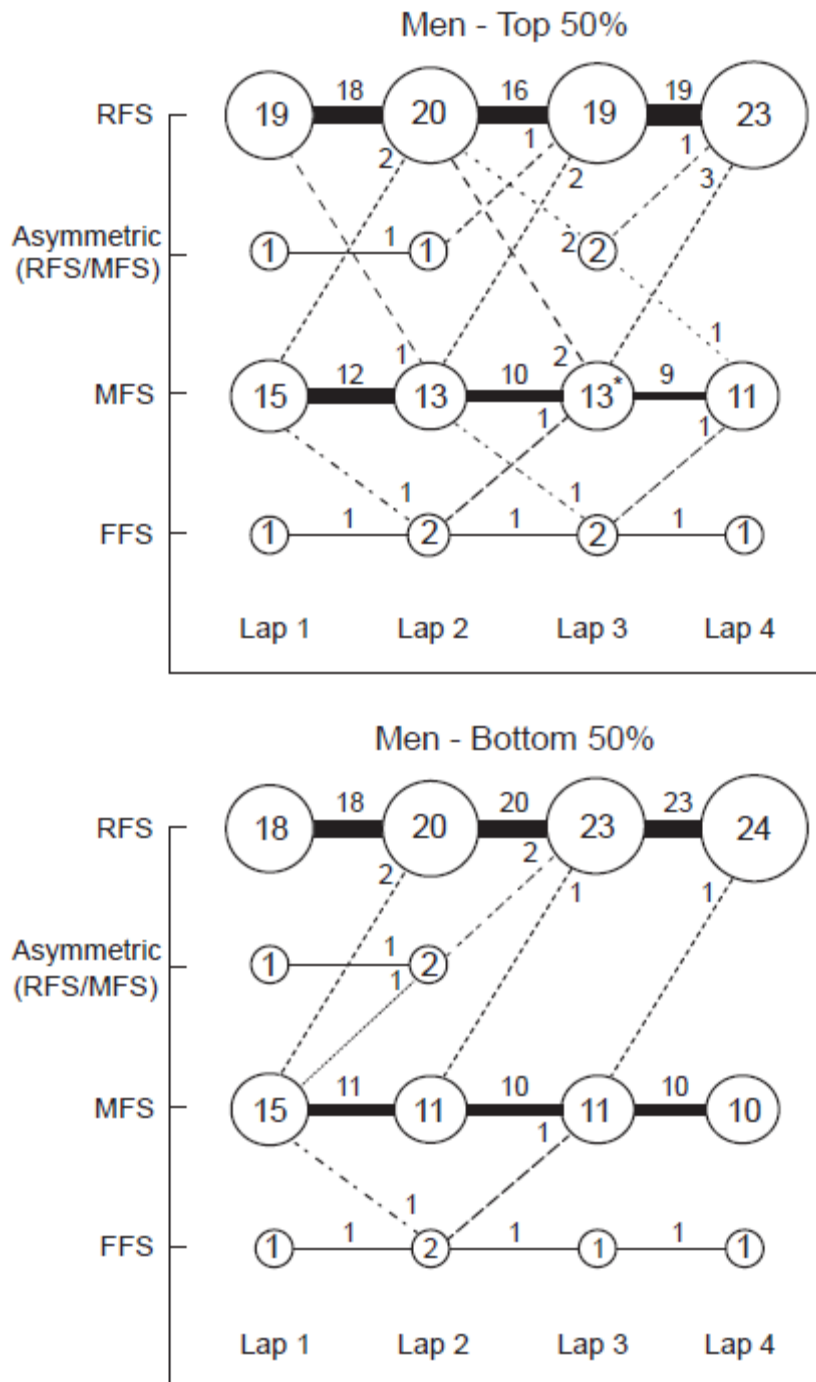 Men - Top 50%
18 16 19
RFS 19 20 19 23
2 1 2 1 3
Asymmetric
(RFS/MFS)
1 1 1 2 2
1 2 1
12 10 9
MFS 15 13 13* 11
1 1 1 1
1 1 1
FFS 1 2 2 1
Lap 1 Lap 2 Lap 3 Lap 4
Men - Bottom 50%
18 20 23
RFS 18 20 23 24
2 2 1 1
Asymmetric
(RFS/MFS)
1 1 2
1
11 10 10
MFS 15 11 11 10
1 1
1 1 1
FFS 1 2 1 1
Lap 1 Lap 2 Lap 3 Lap 4